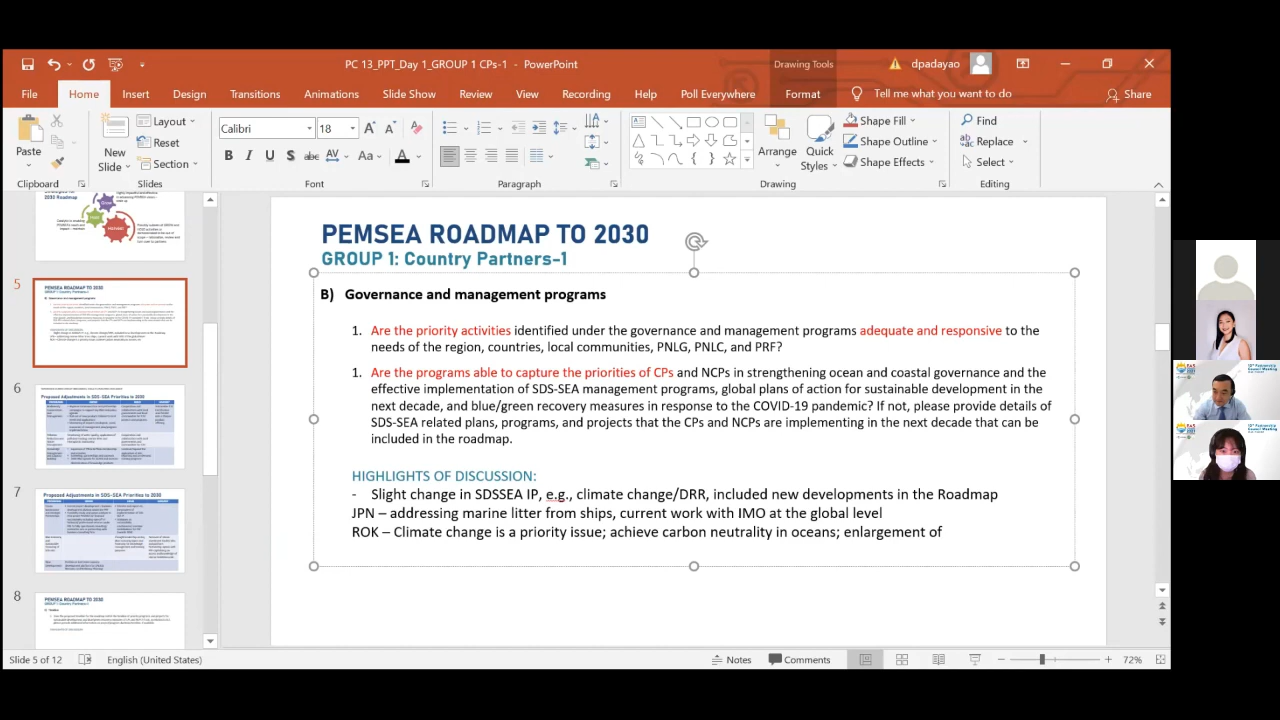 PC 13_PPT_Day 1_GROUP 1 CPs-1 - PowerPoint
Drawing Tools
dpadayao
File Home Insert Design Transitions Animations Slide Show Review View Recording Help Poll Everywhere Format Tell me what you want to do Share
Paste
New Slide
Layout
Reset
Section
Calibri 18
Arrange
Quick Styles
Shape Fill
Shape Outline
Shape Effects
Find
Replace
Select
Clipboard Slides Font Paragraph Drawing Editing
5
6
Proposed Adjustments in SDS-SEA Priorities to 2030
7
Proposed Adjustments in SDS-SEA Priorities to 2030
8
PEMSEA ROADMAP TO 2030
GROUP 1: Country Partners-1
B) Governance and management programs
1. Are the priority activities identified under the governance and management programs adequate and responsive to the
needs of the region, countries, local communities, PNLG, PNLC, and PRF?
1. Are the programs able to capture the priorities of CPs and NCPs in strengthening ocean and coastal governance and the
effective implementation of SDS-SEA management programs, global plan of action for sustainable development in the
next decade, and blue/green recovery measures in response to the COVID-19 pandemic? If not, please provide details of
SDS-SEA related plans, programs, and projects that the CPs and NCPs are participating in the next decade that can be
included in the roadmap.
HIGHLIGHTS OF DISCUSSION:
- Slight change in SDSSEA IP, e.g., climate change/DRR, included new developments in the Roadmap
JPN – addressing marine litter from ships, current work with IMO and national level
ROK – climate change is a priority area; achieve carbon neutrally in oceans, enlargement of
Slide 5 of 12
English (United States)
Notes
Comments
72%